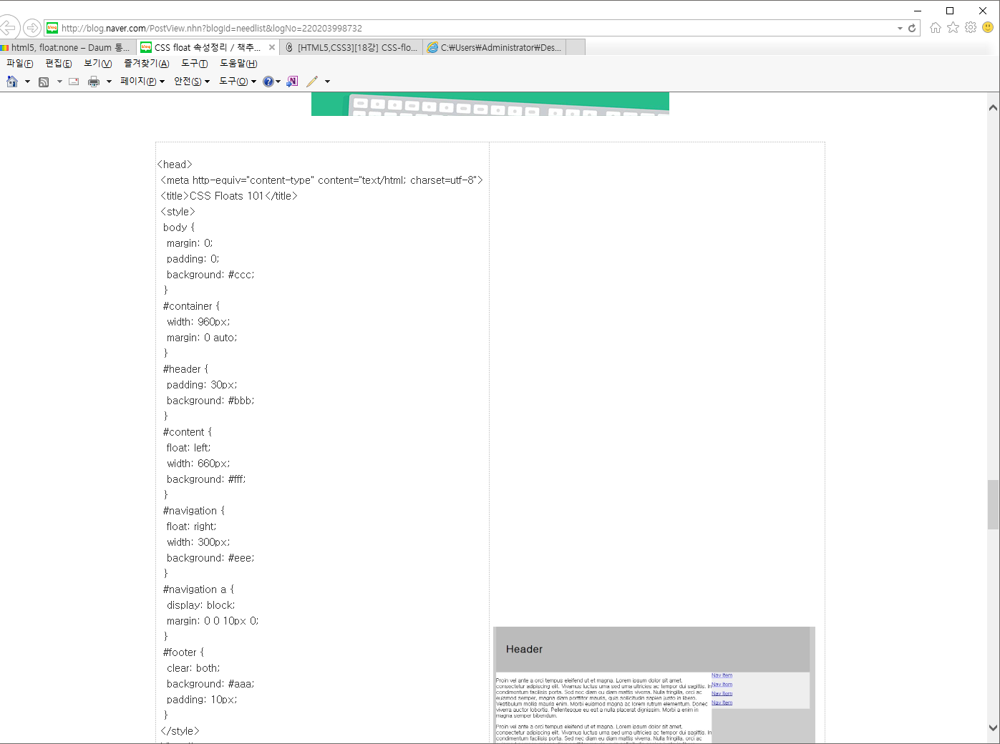 http://blog.naver.com/PostView.nhn?blogId=needlist&logNo=220203998732
html5, float:none – Daum 통...
CSS float 속성정리 / 책추...
[HTML5,CSS3][18강] CSS-flo...
C:₩Users₩Administrator₩Des...
파일(F) 편집(E) 보기(V) 즐겨찾기(A) 도구(T) 도움말(H)
페이지(P) 안전(S) 도구(O)
<head>
<meta http-equiv="content-type" content="text/html; charset=utf-8">
<title>CSS Floats 101</title>
<style>
body {
margin: 0;
padding: 0;
background: #ccc;
}
#container {
width: 960px;
margin: 0 auto;
}
#header {
padding: 30px;
background: #bbb;
}
#content {
float: left;
width: 660px;
background: #fff;
}
#navigation {
float: right;
width: 300px;
background: #eee;
}
#navigation a {
display: block;
margin: 0 0 10px 0;
}
#footer {
clear: both;
background: #aaa;
padding: 10px;
}
</style>
Header
Proin vel ante a orci tempus eleifend ut et magna. Lorem ipsum dolor sit amet,
consectetur adipiscing elit. Vivamus luctus urna sed urna ultricies ac tempor dui sagittis. In
condimentum facilisis porta. Sed nec diam eu diam mattis viverra. Nulla fringilla, orci ac
euismod semper, magna diam porttitor mauris, quis sollicitudin sapien justo in libero.
Vestibulum mollis mauris enim. Morbi euismod magna ac lorem rutrum elementum. Donec
viverra auctor lobortis. Pellentesque eu est a nulla placerat dignissim. Morbi a enim in
magna semper bibendum.
Proin vel ante a orci tempus eleifend ut et magna. Lorem ipsum dolor sit amet,
consectetur adipiscing elit. Vivamus luctus urna sed urna ultricies ac tempor dui sagittis. In
condimentum facilisis porta. Sed nec diam eu diam mattis viverra. Nulla fringilla, orci ac
Nav Item
Nav Item
Nav Item
Nav Item